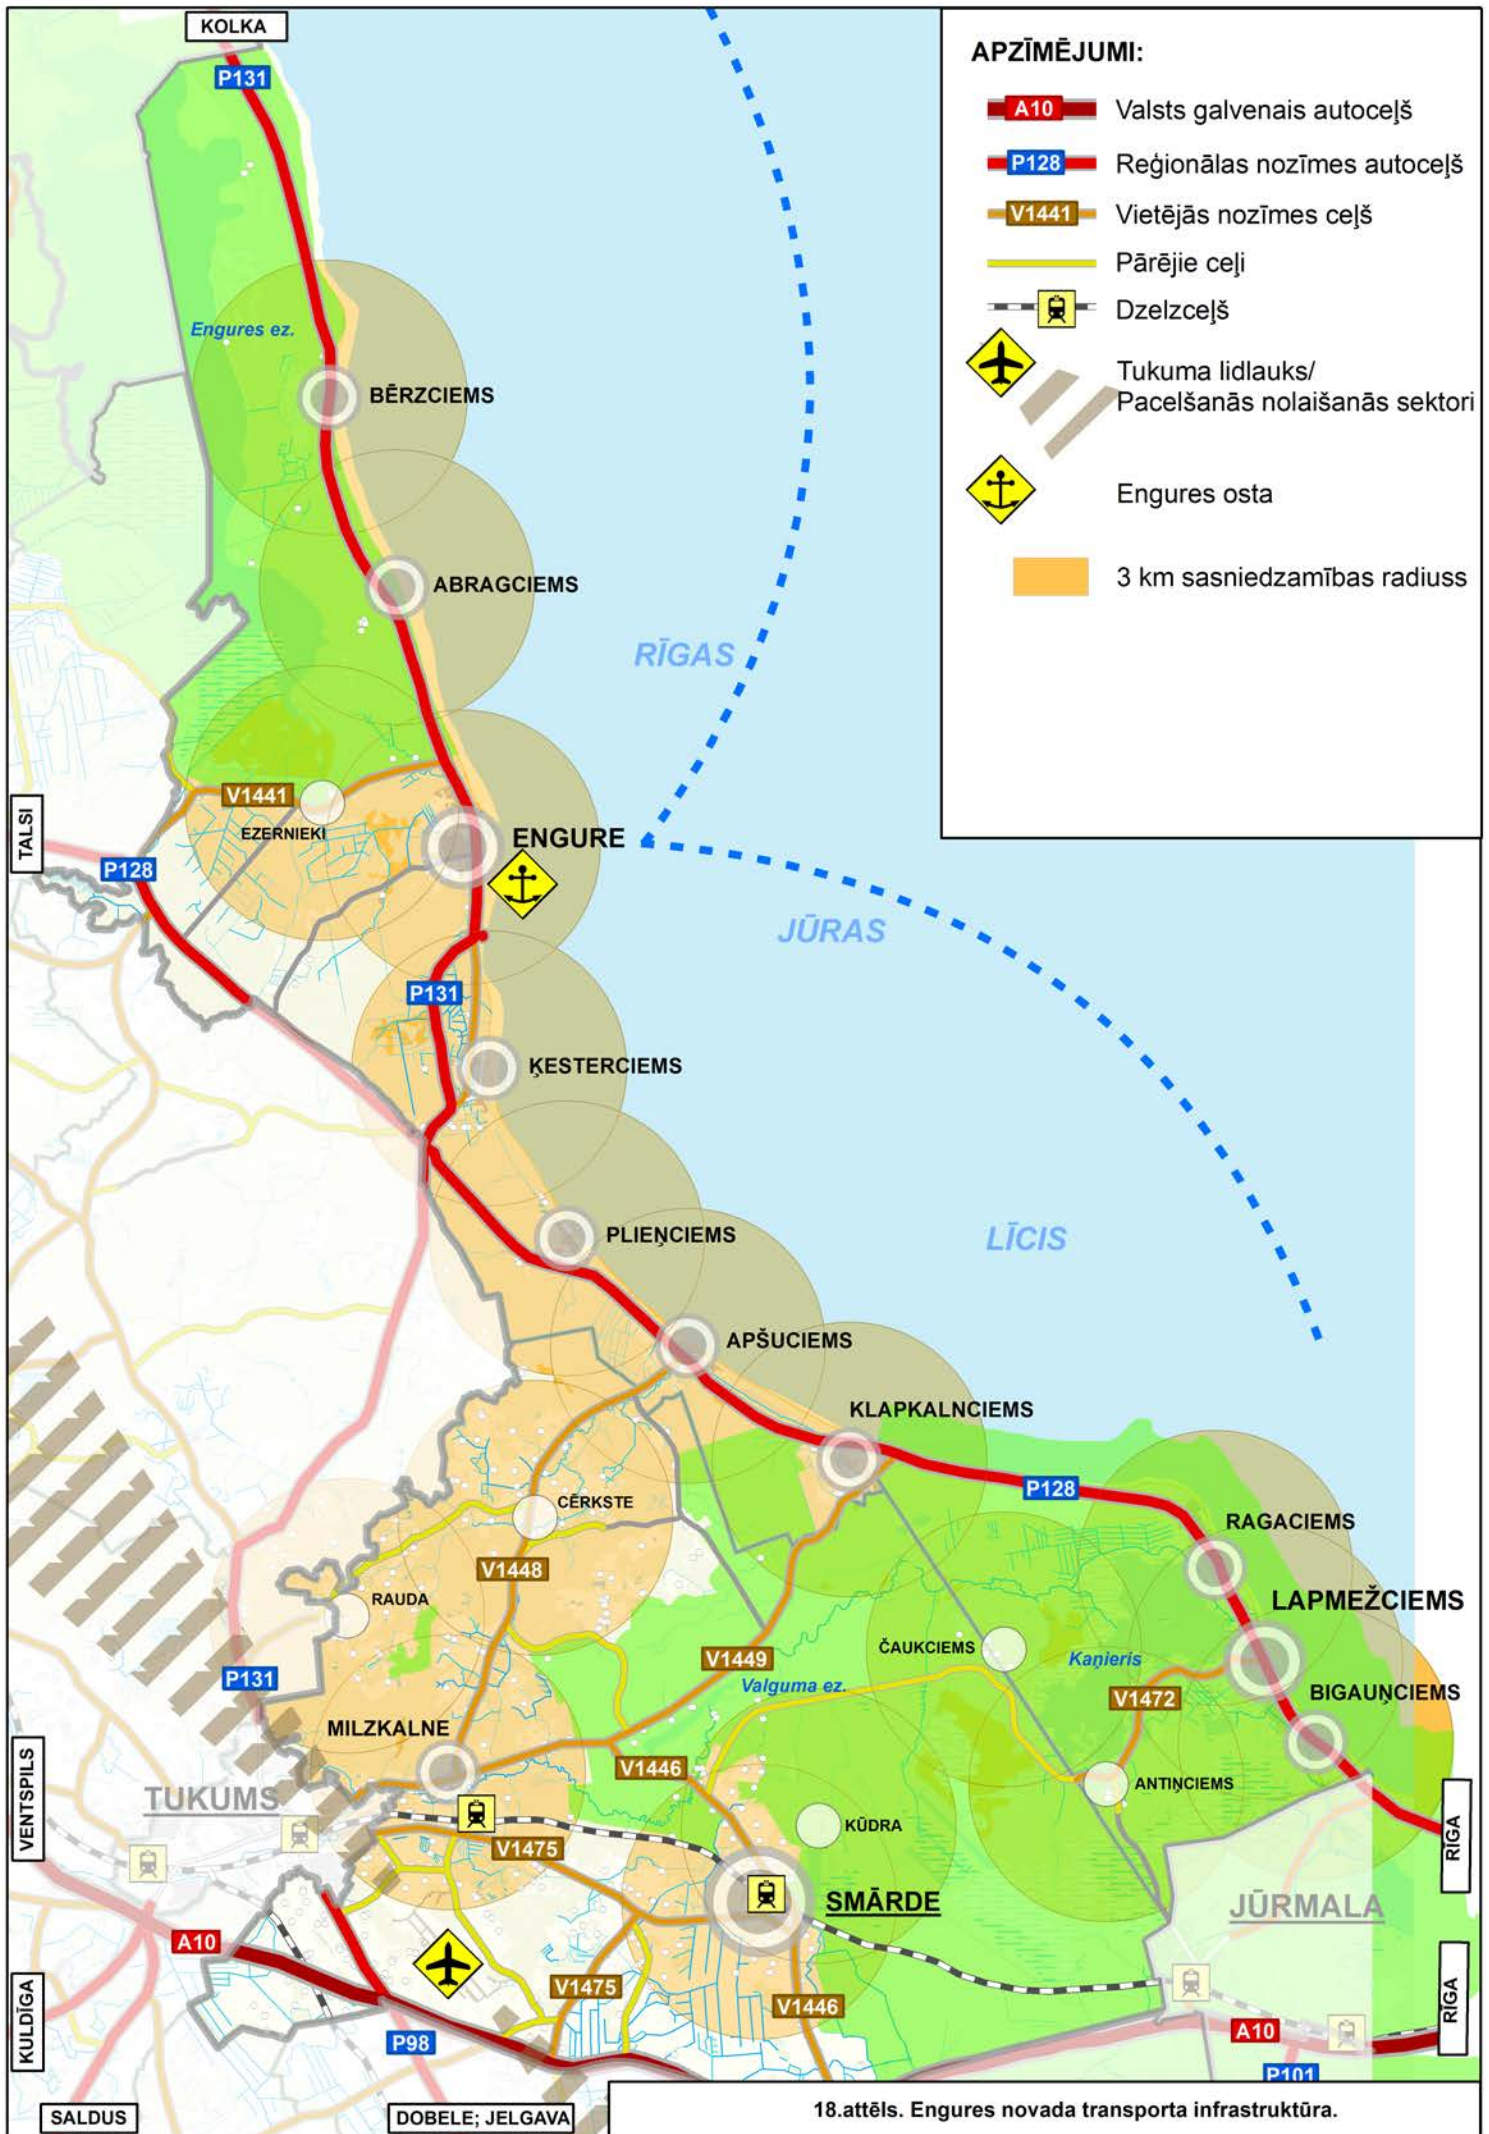 KOLKA
P131
APZĪMĒJUMI:
A10 Valsts galvenais autoceļš
P128 Reģionālas nozīmes autoceļš
V1441 Vietējās nozīmes ceļš
Pārējie ceļi
Dzelzceļš
Tukuma lidlauks/
Pacelšanās nolaišanās sektori
Engures osta
3 km sasniedzamības radiuss
Engures ez.
BĒRZCIEMS
ABRAGCIEMS
RĪGAS
V1441
EZERNIEKI
TALSI
ENGURE
P128
JŪRAS
P131
ĶESTERCIEMS
PLIEŅCIEMS
LĪCIS
APŠUCIEMS
KLAPKALNCIEMS
P128
CĒRKSTE
RAGACIEMS
V1448
RAUDA
LAPMEŽCIEMS
ČAUKCIEMS
V1449
Kaņieris
P131
Valguma ez.
V1472
BIGAUŅCIEMS
MILZKALNE
V1446
ANTIŅCIEMS
VENTSPILS
TUKUMS
KŪDRA
RĪGA
V1475
SMĀRDE
JŪRMALA
A10
KULDĪGA
V1475
V1446
RĪGA
A10
P98
P101
SALDUS
DOBELE; JELGAVA
18.attēls. Engures novada transporta infrastruktūra.